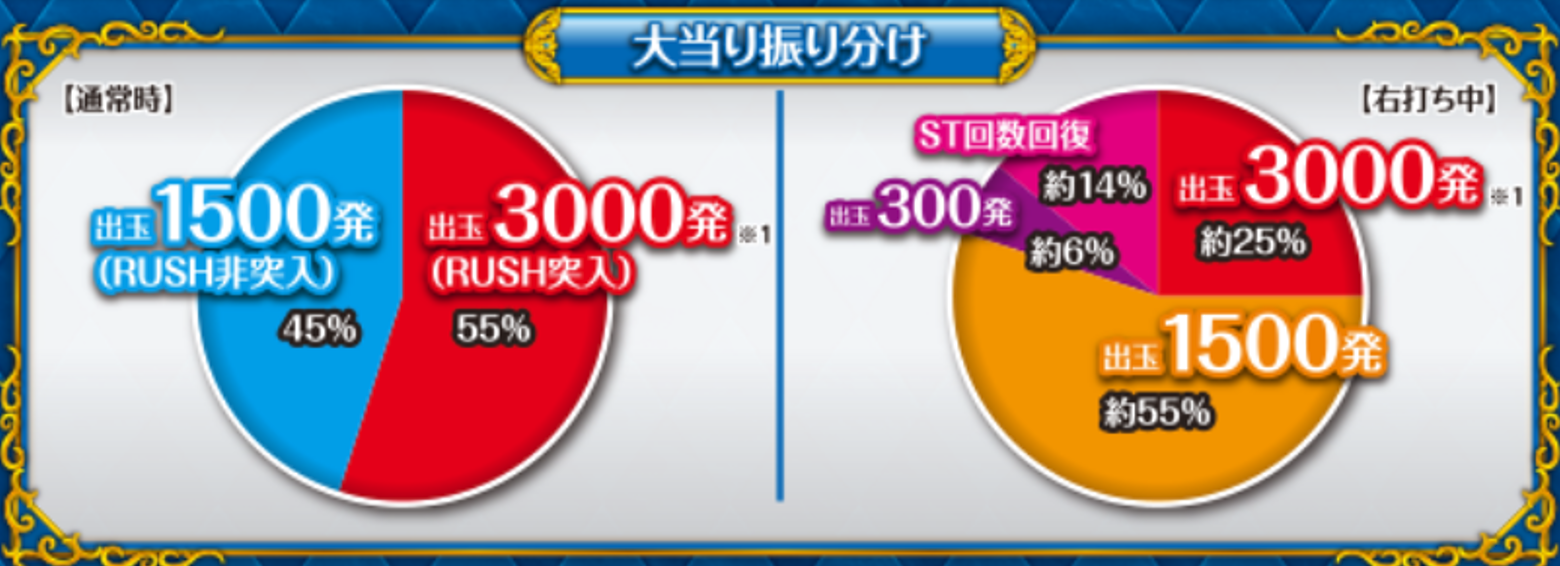 大当り振り分け
【通常時】
出玉1500発
(RUSH非突入)
45%
出玉3000発 ※1
(RUSH突入)
55%
【右打ち中】
ST回数回復
約14%
出玉300発
約6%
出玉3000発 ※1
約25%
出玉1500発
約55%